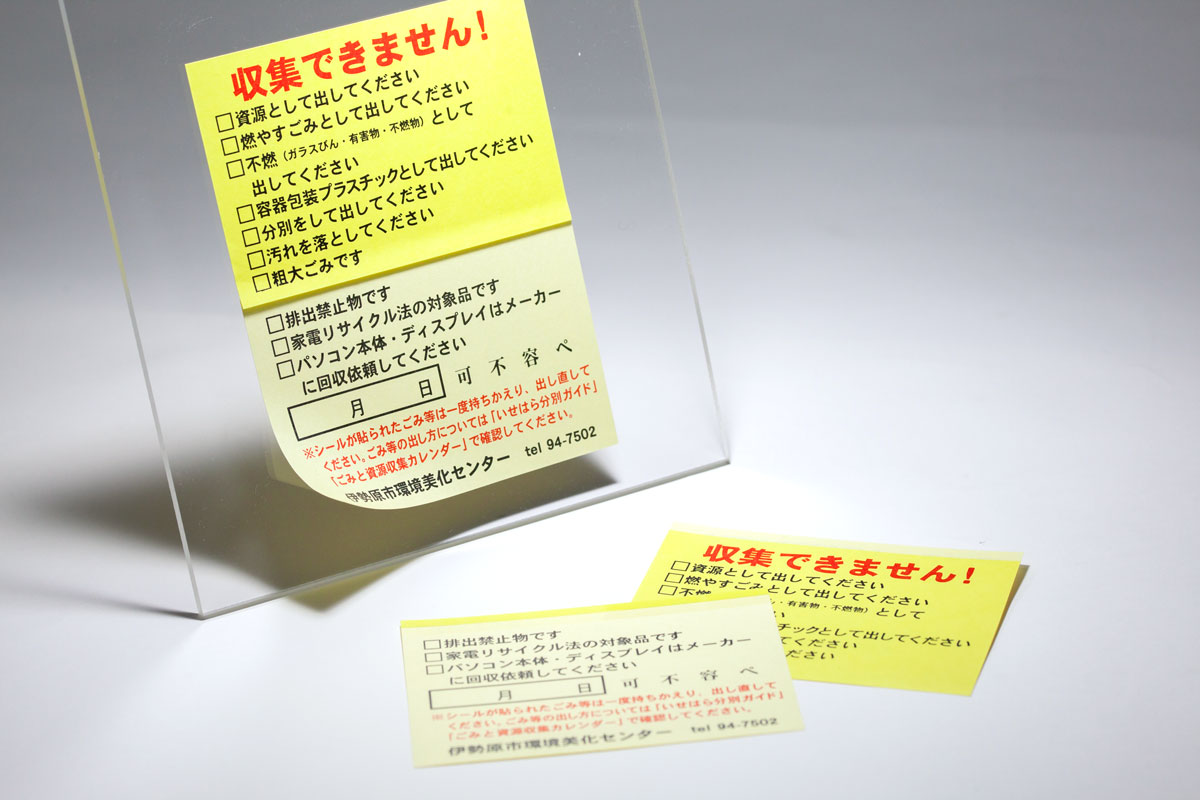 収集できません!
□資源として出してください
□燃やすごみとして出してください
□不燃(ガラスびん・有害物・不燃物)として
出してください
□容器包装プラスチックとして出してください
□分別をして出してください
□汚れを落としてください
□粗大ごみです
□排出禁止物です
□家電リサイクル法の対象品です
□パソコン本体・ディスプレイはメーカー
に回収依頼してください
月 日 可 不 容 ペ
※シールが貼られたごみ等は一度持ちかえり、出し直して
ください。ごみ等の出し方については「いせはら分別ガイド」
「ごみと資源収集カレンダー」で確認してください。
伊勢原市環境美化センター tel 94-7502
収集できません!
□資源として出してください
□燃やすごみとして出してください
□不燃 ・有害物・不燃物)として
い
チックとして出してください
てください
ださい
□排出禁止物です
□家電リサイクル法の対象品です
□パソコン本体・ディスプレイはメーカー
に回収依頼してください
月 日 可 不 容 ペ
※シールが貼られたごみ等は一度持ちかえり、出し直して
ください。ごみ等の出し方については「いせはら分別ガイド」
「ごみと資源収集カレンダー」で確認してください。
伊勢原市環境美化センター tel 94-7502